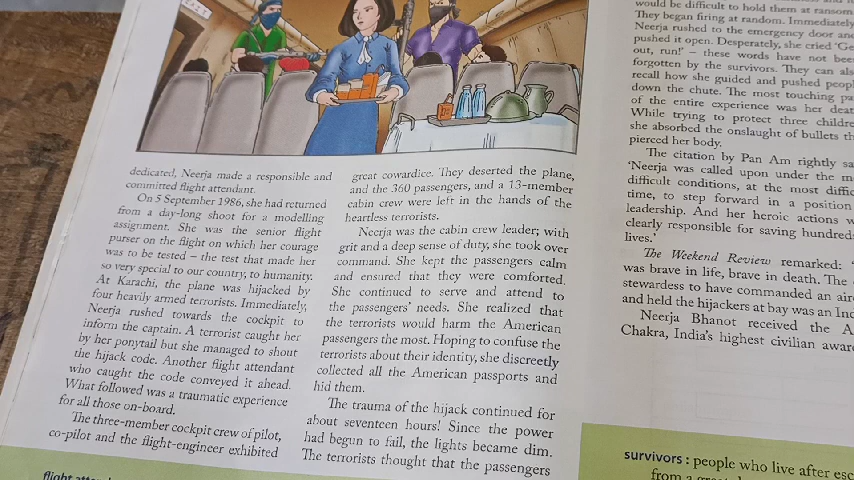 dedicated, Neerja made a responsible and
committed flight attendant.
On 5 September 1986, she had returned
from a day-long shoot for a modelling
assignment. She was the senior flight
purser on the flight on which her courage
was to be tested – the test that made her
so very special to our country, to humanity.
At Karachi, the plane was hijacked by
four heavily armed terrorists. Immediately,
Neerja rushed towards the cockpit to
inform the captain. A terrorist caught her
by her ponytail but she managed to shout
the hijack code. Another flight attendant
who caught the code conveyed it ahead.
What followed was a traumatic experience
for all those on-board.
The three-member cockpit crew of pilot,
co-pilot and the flight-engineer exhibited
flight
great cowardice. They deserted the plane,
and the 360 passengers, and a 13-member
cabin crew were left in the hands of the
heartless terrorists.
Neerja was the cabin crew leader; with
grit and a deep sense of duty, she took over
command. She kept the passengers calm
and ensured that they were comforted.
She continued to serve and attend to
the passengers' needs. She realized that
the terrorists would harm the American
passengers the most. Hoping to confuse the
terrorists about their identity, she discreetly
collected all the American passports and
hid them.
The trauma of the hijack continued for
about seventeen hours! Since the power
had begun to fail, the lights became dim.
The terrorists thought that the passengers
would be difficult to hold them at ransom
They began firing at random. Immediately
Neerja rushed to the emergency door and
pushed it open. Desperately, she cried 'Ge
out, run!' – these words have not bee
forgotten by the survivors. They can als
recall how she guided and pushed peop
down the chute. The most touching pa
of the entire experience was her deat
While trying to protect three childre
she absorbed the onslaught of bullets th
pierced her body.
The citation by Pan Am rightly sa
'Neerja was called upon under the m
difficult conditions, at the most diffic
time, to step forward in a position
leadership. And her heroic actions w
clearly responsible for saving hundred
lives.'
The Weekend Review remarked: '
was brave in life, brave in death. The
stewardess to have commanded an air
and held the hijackers at bay was an Ind
Neerja Bhanot received the A
Chakra, India's highest civilian awar
survivors : people who live after esc
from a